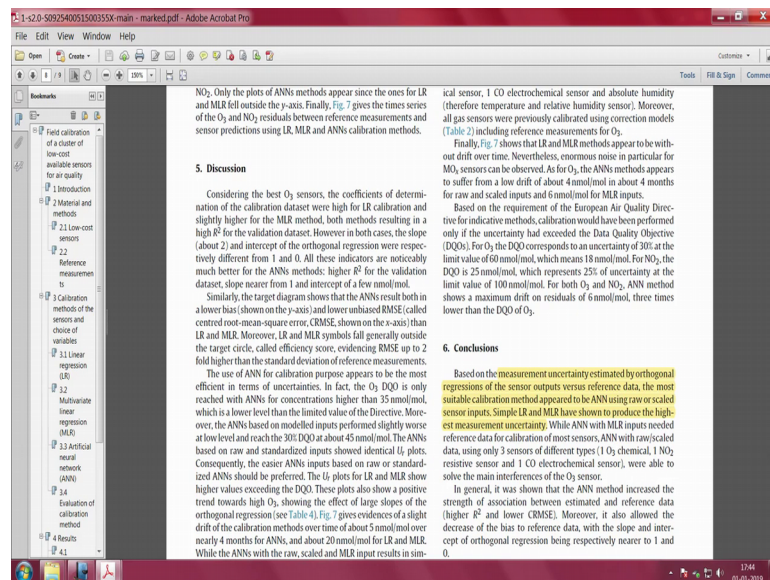 1-s2.0-S092540051500355X-main - marked.pdf - Adobe Acrobat Pro
File Edit View Window Help
Open Create Customize
8 / 9 150% Tools Fill & Sign Comment
Bookmarks
Field calibration
of a cluster of
low-cost
available sensors
for air quality
1 Introduction
2 Material and
methods
2.1 Low-cost
sensors
2.2
Reference
measuremen
ts
3 Calibration
methods of the
sensors and
choice of
variables
3.1 Linear
regression
(LR)
3.2
Multivariate
linear
regression
(MLR)
3.3 Artificial
neural
network
(ANN)
3.4
Evaluation of
calibration
method
4 Results
4.1
NO2. Only the plots of ANNs methods appear since the ones for LR
and MLR fell outside the y-axis. Finally, Fig. 7 gives the times series
of the O3 and NO2 residuals between reference measurements and
sensor predictions using LR, MLR and ANNs calibration methods.
5. Discussion
Considering the best O3 sensors, the coefficients of determi-
nation of the calibration dataset were high for LR calibration and
slightly higher for the MLR method, both methods resulting in a
high R2 for the validation dataset. However in both cases, the slope
(about 2) and intercept of the orthogonal regression were respec-
tively different from 1 and 0. All these indicators are noticeably
much better for the ANNs methods: higher R2 for the validation
dataset, slope nearer from 1 and intercept of a few nmol/mol.
Similarly, the target diagram shows that the ANNs result both in
a lower bias (shown on the y-axis) and lower unbiased RMSE (called
centred root-mean-square error, CRMSE, shown on the x-axis) than
LR and MLR. Moreover, LR and MLR symbols fall generally outside
the target circle, called efficiency score, evidencing RMSE up to 2
fold higher than the standard deviation of reference measurements.
The use of ANN for calibration purpose appears to be the most
efficient in terms of uncertainties. In fact, the O3 DQO is only
reached with ANNs for concentrations higher than 35 nmol/mol,
which is a lower level than the limited value of the Directive. More-
over, the ANNs based on modelled inputs performed slightly worse
at low level and reach the 30% DQO at about 45 nmol/mol. The ANNs
based on raw and standardized inputs showed identical Ur plots.
Consequently, the easier ANNs inputs based on raw or standard-
ized ANNs should be preferred. The Ur plots for LR and MLR show
higher values exceeding the DQO. These plots also show a positive
trend towards high O3, showing the effect of large slopes of the
orthogonal regression (see Table 4). Fig. 7 gives evidences of a slight
drift of the calibration methods over time of about 5 nmol/mol over
nearly 4 months for ANNs, and about 20 nmol/mol for LR and MLR.
While the ANNs with the raw, scaled and MLR input results in sim-
ical sensor, 1 CO electrochemical sensor and absolute humidity
(therefore temperature and relative humidity sensor). Moreover,
all gas sensors were previously calibrated using correction models
(Table 2) including reference measurements for O3.
Finally, Fig. 7 shows that LR and MLR methods appear to be with-
out drift over time. Nevertheless, enormous noise in particular for
MOx sensors can be observed. As for O3, the ANNs methods appears
to suffer from a low drift of about 4 nmol/mol in about 4 months
for raw and scaled inputs and 6 nmol/mol for MLR inputs.
Based on the requirement of the European Air Quality Direc-
tive for indicative methods, calibration would have been performed
only if the uncertainty had exceeded the Data Quality Objective
(DQOs). For O3 the DQO corresponds to an uncertainty of 30% at the
limit value of 60 nmol/mol, which means 18 nmol/mol. For NO2, the
DQO is 25 nmol/mol, which represents 25% of uncertainty at the
limit value of 100 nmol/mol. For both O3 and NO2, ANN method
shows a maximum drift on residuals of 6 nmol/mol, three times
lower than the DQO of O3.
6. Conclusions
Based on the measurement uncertainty estimated by orthogonal
regressions of the sensor outputs versus reference data, the most
suitable calibration method appeared to be ANN using raw or scaled
sensor inputs. Simple LR and MLR have shown to produce the high-
est measurement uncertainty. While ANN with MLR inputs needed
reference data for calibration of most sensors, ANN with raw/scaled
data, using only 3 sensors of different types (1 O3 chemical, 1 NO2
resistive sensor and 1 CO electrochemical sensor), were able to
solve the main interferences of the O3 sensor.
In general, it was shown that the ANN method increased the
strength of association between estimated and reference data
(higher R2 and lower CRMSE). Moreover, it also allowed the
decrease of the bias to reference data, with the slope and inter-
cept of orthogonal regression being respectively nearer to 1 and
0.
17:44
01-01-2019